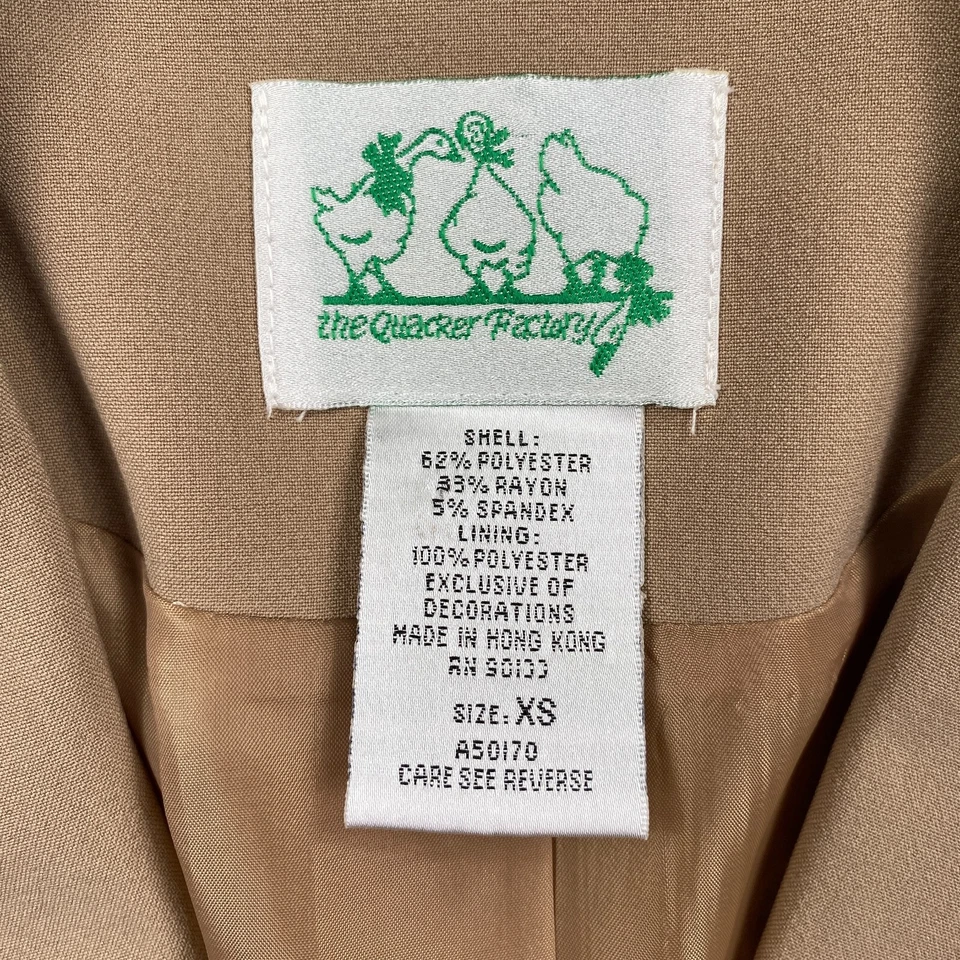 the Quacker Factory
SHELL:
62% POLYESTER
33% RAYON
5% SPANDEX
LINING:
100% POLYESTER
EXCLUSIVE OF
DECORATIONS
MADE IN HONG KONG
RN 90133
SIZE: XS
A50170
CARE SEE REVERSE